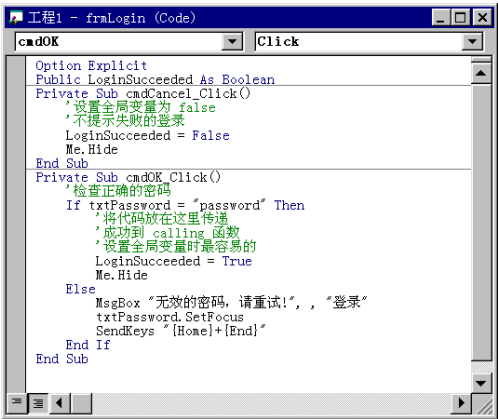 工程1 - frmLogin (Code)
cmdOK Click
Option Explicit
Public LoginSucceeded As Boolean
Private Sub cmdCancel_Click()
'设置全局变量为 false
'不提示失败的登录
LoginSucceeded = False
Me.Hide
End Sub
Private Sub cmdOK_Click()
'检查正确的密码
If txtPassword = "password" Then
'将代码放在这里传递
'成功到 calling 函数
'设置全局变量时最容易的
LoginSucceeded = True
Me.Hide
Else
MsgBox "无效的密码，请重试!", , "登录"
txtPassword.SetFocus
SendKeys "{Home}+{End}"
End If
End Sub